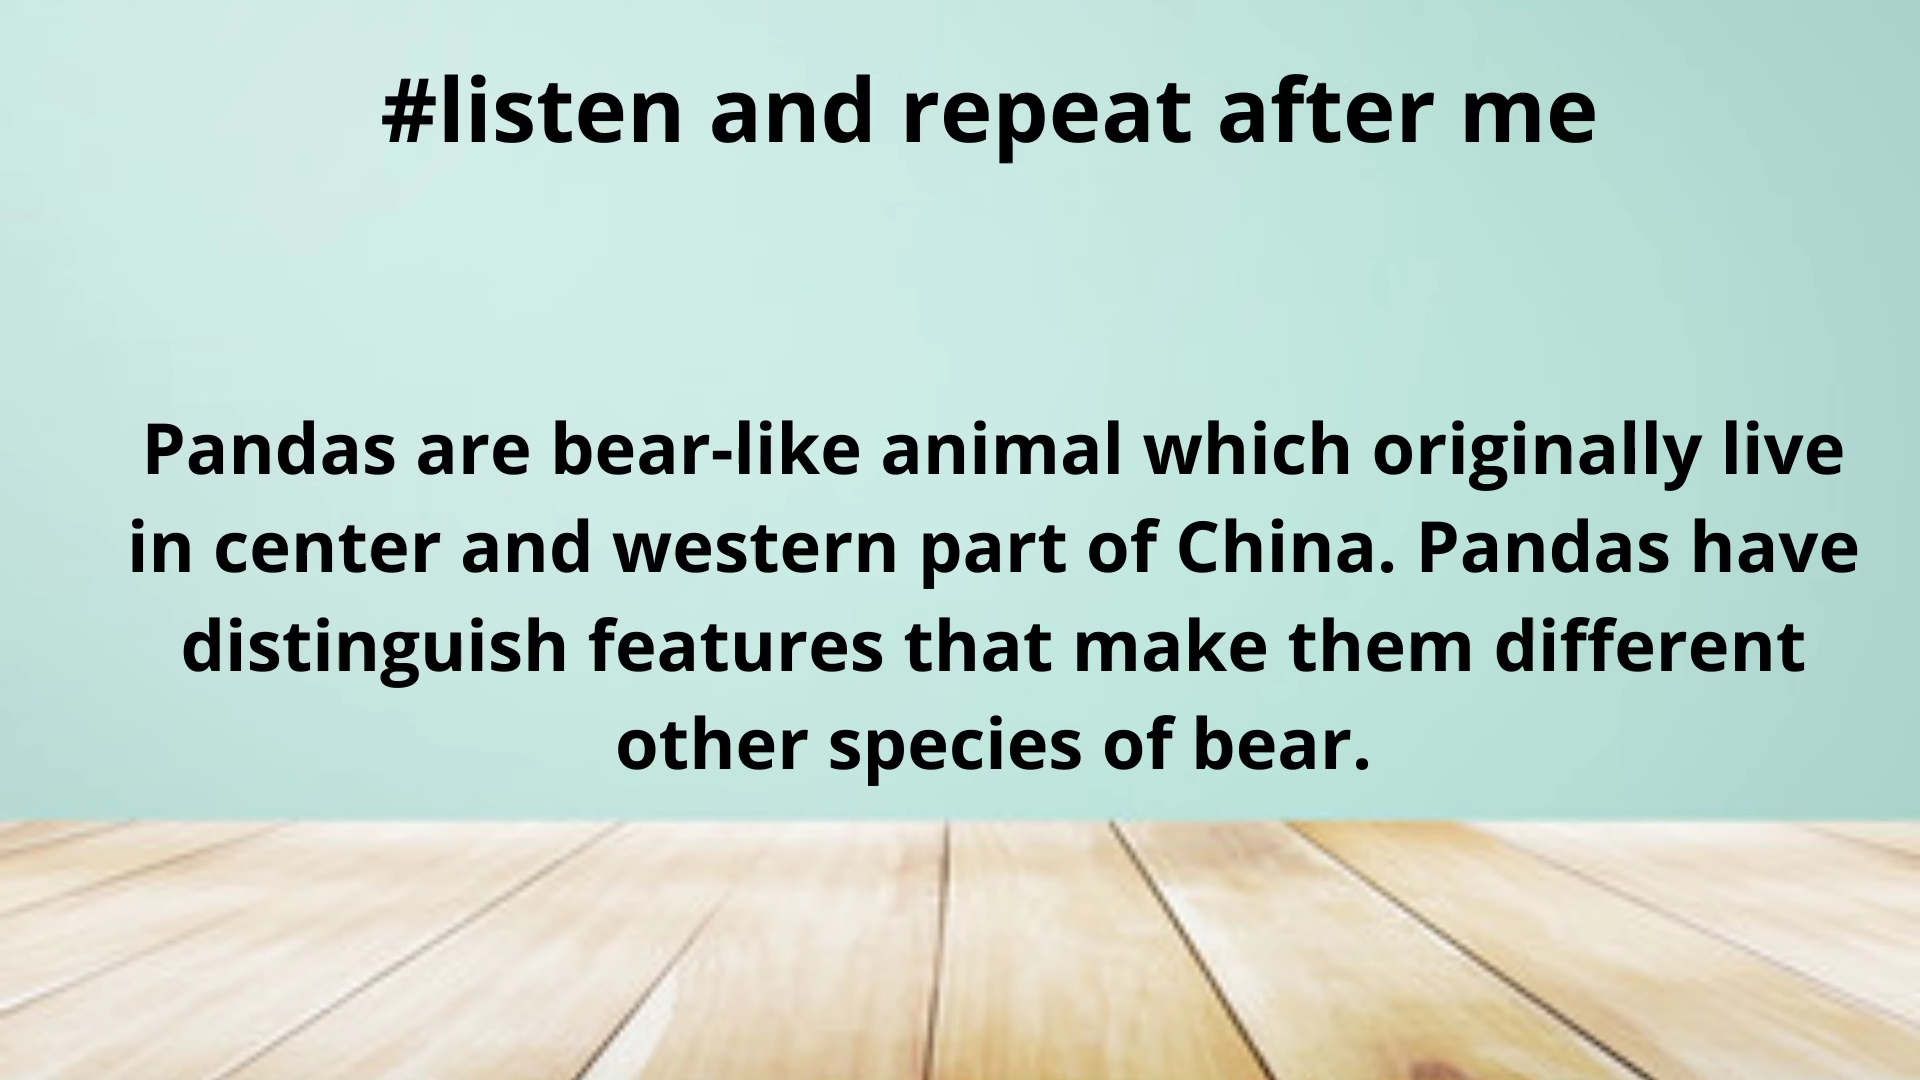 #listen and repeat after me
Pandas are bear-like animal which originally live
in center and western part of China. Pandas have
distinguish features that make them different
other species of bear.